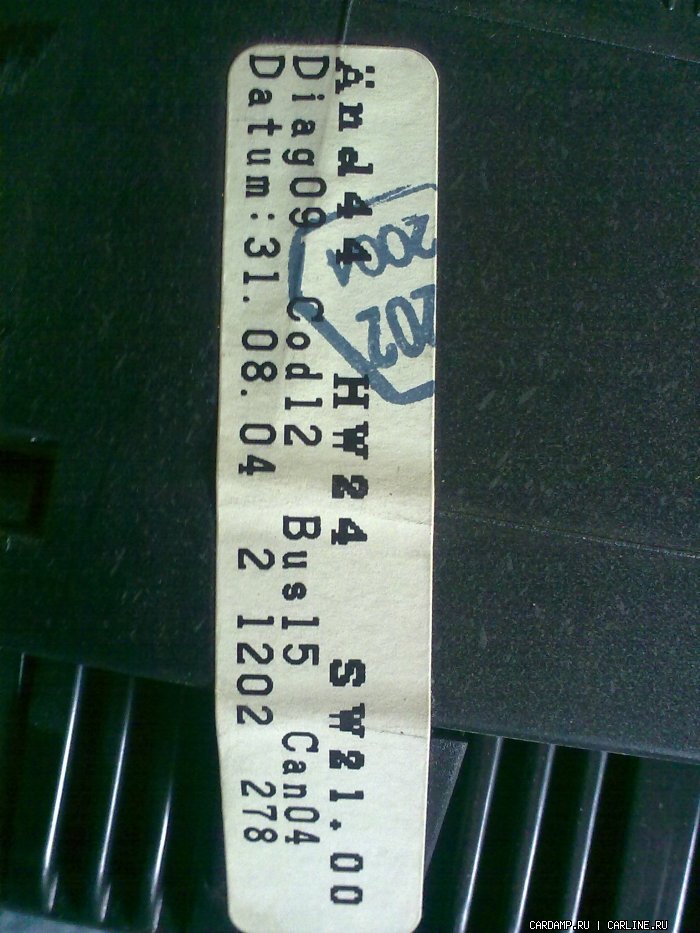 Änd44 HW24 SW21.00
Diag09 Cod12 Bus15 Can04
Datum:31.08.04 2 1202 278
2004
202
CARDAMP.RU | CARLINE.RU